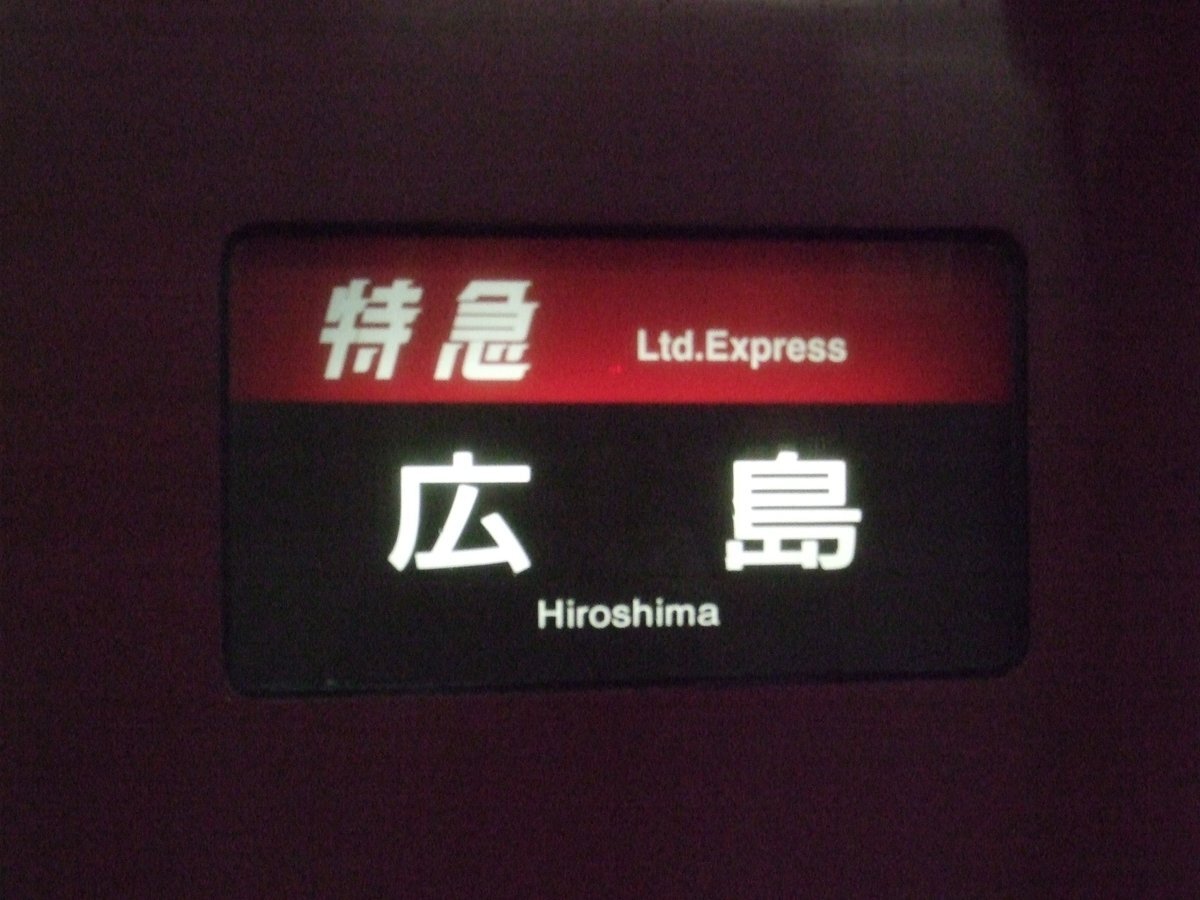 特急 Ltd.Express
広島
Hiroshima